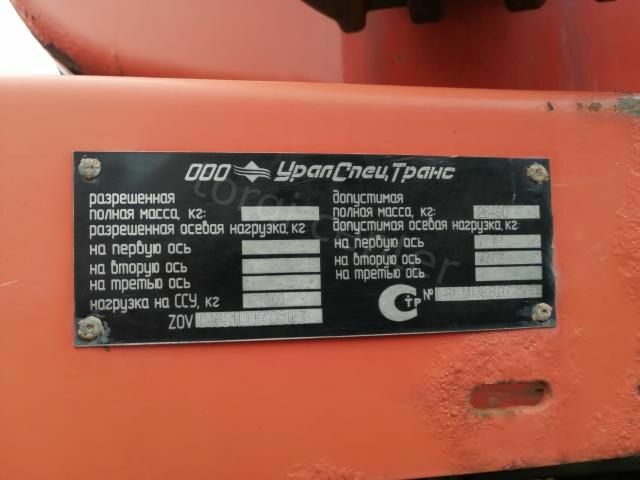 ООО УралСпецТранс
разрешенная
полная масса, кг:
разрешенная осевая нагрузка, кг
на первую ось
на вторую ось
на третью ось
нагрузка на ССУ, кг
ZOV
допустимая
полная масса, кг:
допустимая осевая нагрузка, кг:
на первую ось
на вторую ось
на третью ось
СТР №